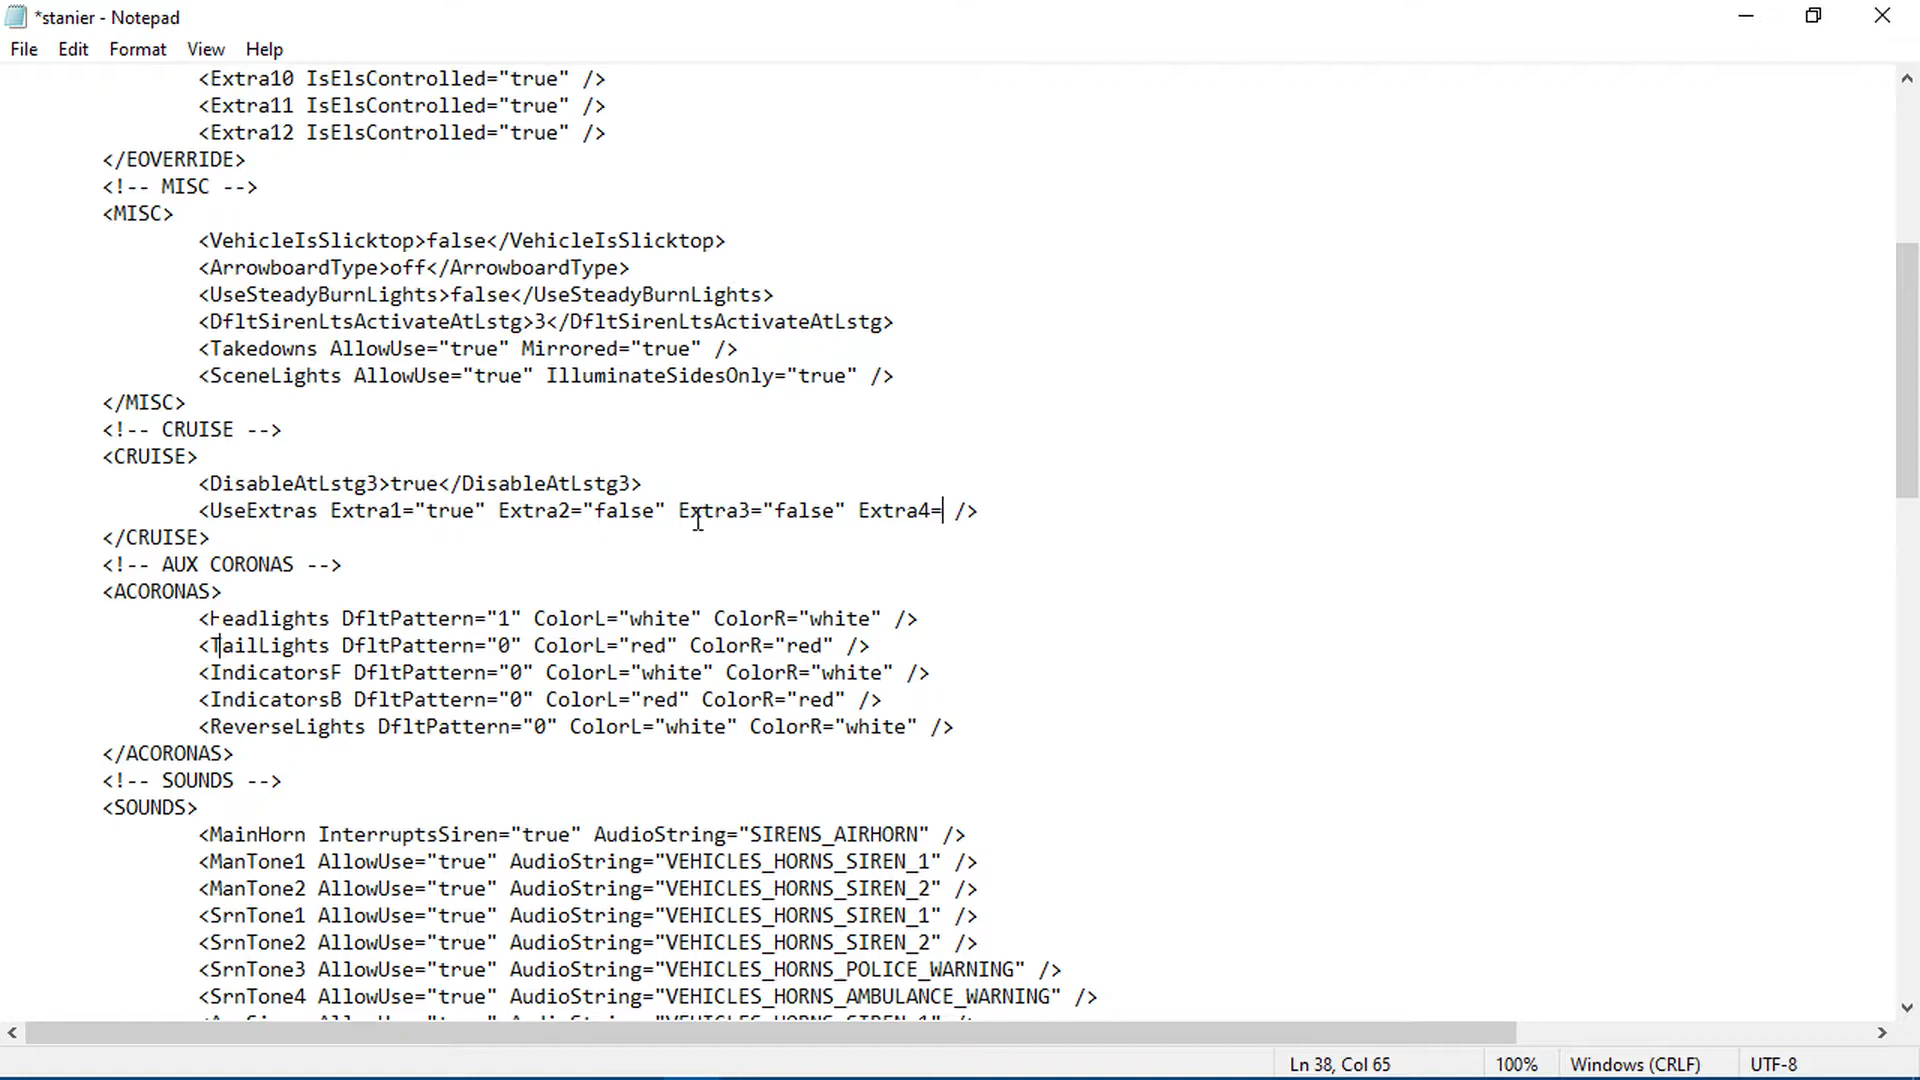 *stanier - Notepad
File Edit Format View Help
<Extra10 IsElsControlled="true" />
<Extra11 IsElsControlled="true" />
<Extra12 IsElsControlled="true" />
</EOVERRIDE>
<!-- MISC -->
<MISC>
<VehicleIsSlicktop>false</VehicleIsSlicktop>
<ArrowboardType>off</ArrowboardType>
<UseSteadyBurnLights>false</UseSteadyBurnLights>
<DfltSirenLtsActivateAtLstg>3</DfltSirenLtsActivateAtLstg>
<Takedowns AllowUse="true" Mirrored="true" />
<SceneLights AllowUse="true" IlluminateSidesOnly="true" />
</MISC>
<!-- CRUISE -->
<CRUISE>
<DisableAtLstg3>true</DisableAtLstg3>
<UseExtras Extra1="true" Extra2="false" Extra3="false" Extra4= />
</CRUISE>
<!-- AUX CORONAS -->
<ACORONAS>
<Headlights DfltPattern="1" ColorL="white" ColorR="white" />
<TailLights DfltPattern="0" ColorL="red" ColorR="red" />
<IndicatorsF DfltPattern="0" ColorL="white" ColorR="white" />
<IndicatorsB DfltPattern="0" ColorL="red" ColorR="red" />
<ReverseLights DfltPattern="0" ColorL="white" ColorR="white" />
</ACORONAS>
<!-- SOUNDS -->
<SOUNDS>
<MainHorn InterruptsSiren="true" AudioString="SIRENS_AIRHORN" />
<ManTone1 AllowUse="true" AudioString="VEHICLES_HORNS_SIREN_1" />
<ManTone2 AllowUse="true" AudioString="VEHICLES_HORNS_SIREN_2" />
<SrnTone1 AllowUse="true" AudioString="VEHICLES_HORNS_SIREN_1" />
<SrnTone2 AllowUse="true" AudioString="VEHICLES_HORNS_SIREN_2" />
<SrnTone3 AllowUse="true" AudioString="VEHICLES_HORNS_POLICE_WARNING" />
<SrnTone4 AllowUse="true" AudioString="VEHICLES_HORNS_AMBULANCE_WARNING" />
Ln 38, Col 65 100% Windows (CRLF) UTF-8